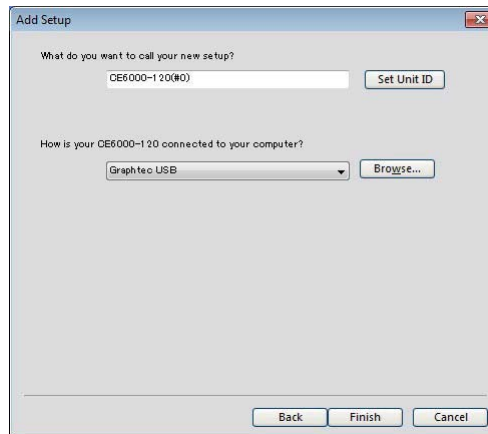 Add Setup
What do you want to call your new setup?
CE6000-120(#0)
Set Unit ID
How is your CE6000-120 connected to your computer?
Graphtec USB
Browse...
Back
Finish
Cancel